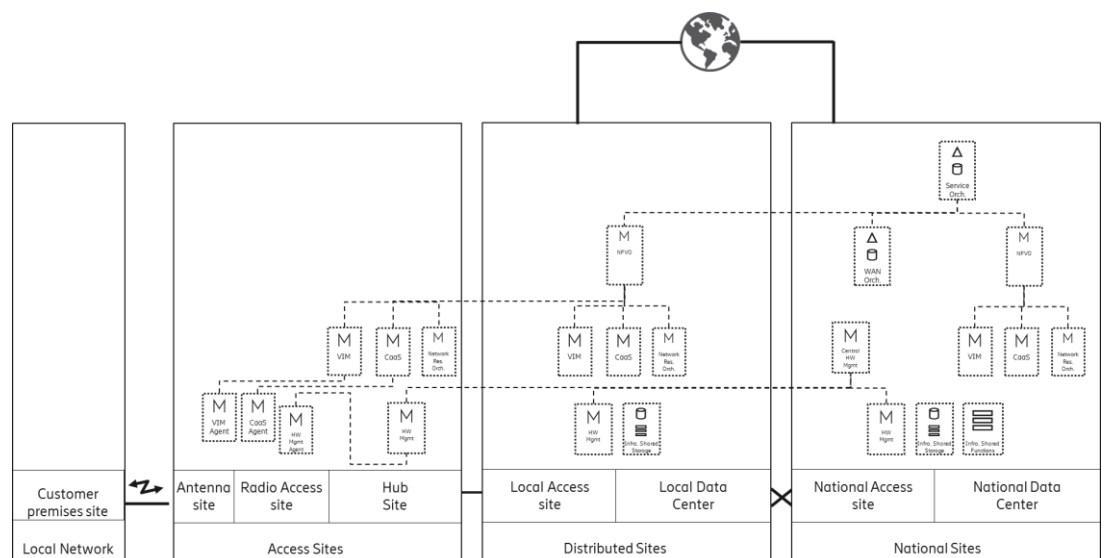 △
Service
Orch.
M
NFVO
△
WAN
Orch.
M
NFVO
M
VIM
M
CaaS
M
Network
Res.
Orch.
M
VIM
M
CaaS
M
Network
Res.
Orch.
M
Central
HW
Mgmt
M
VIM
M
CaaS
M
Network
Res.
Orch.
M
VIM
Agent
M
CaaS
Agent
M
HW
Mgmt
Agent
M
HW
Mgmt
M
HW
Mgmt
Infra. Shared
Storage
M
HW
Mgmt
Infra. Shared
Storage
Infra. Shared
Functions
Customer
premises site
Antenna
site
Radio Access
site
Hub
Site
Local Access
site
Local Data
Center
National Access
site
National Data
Center
Local Network
Access Sites
Distributed Sites
National Sites